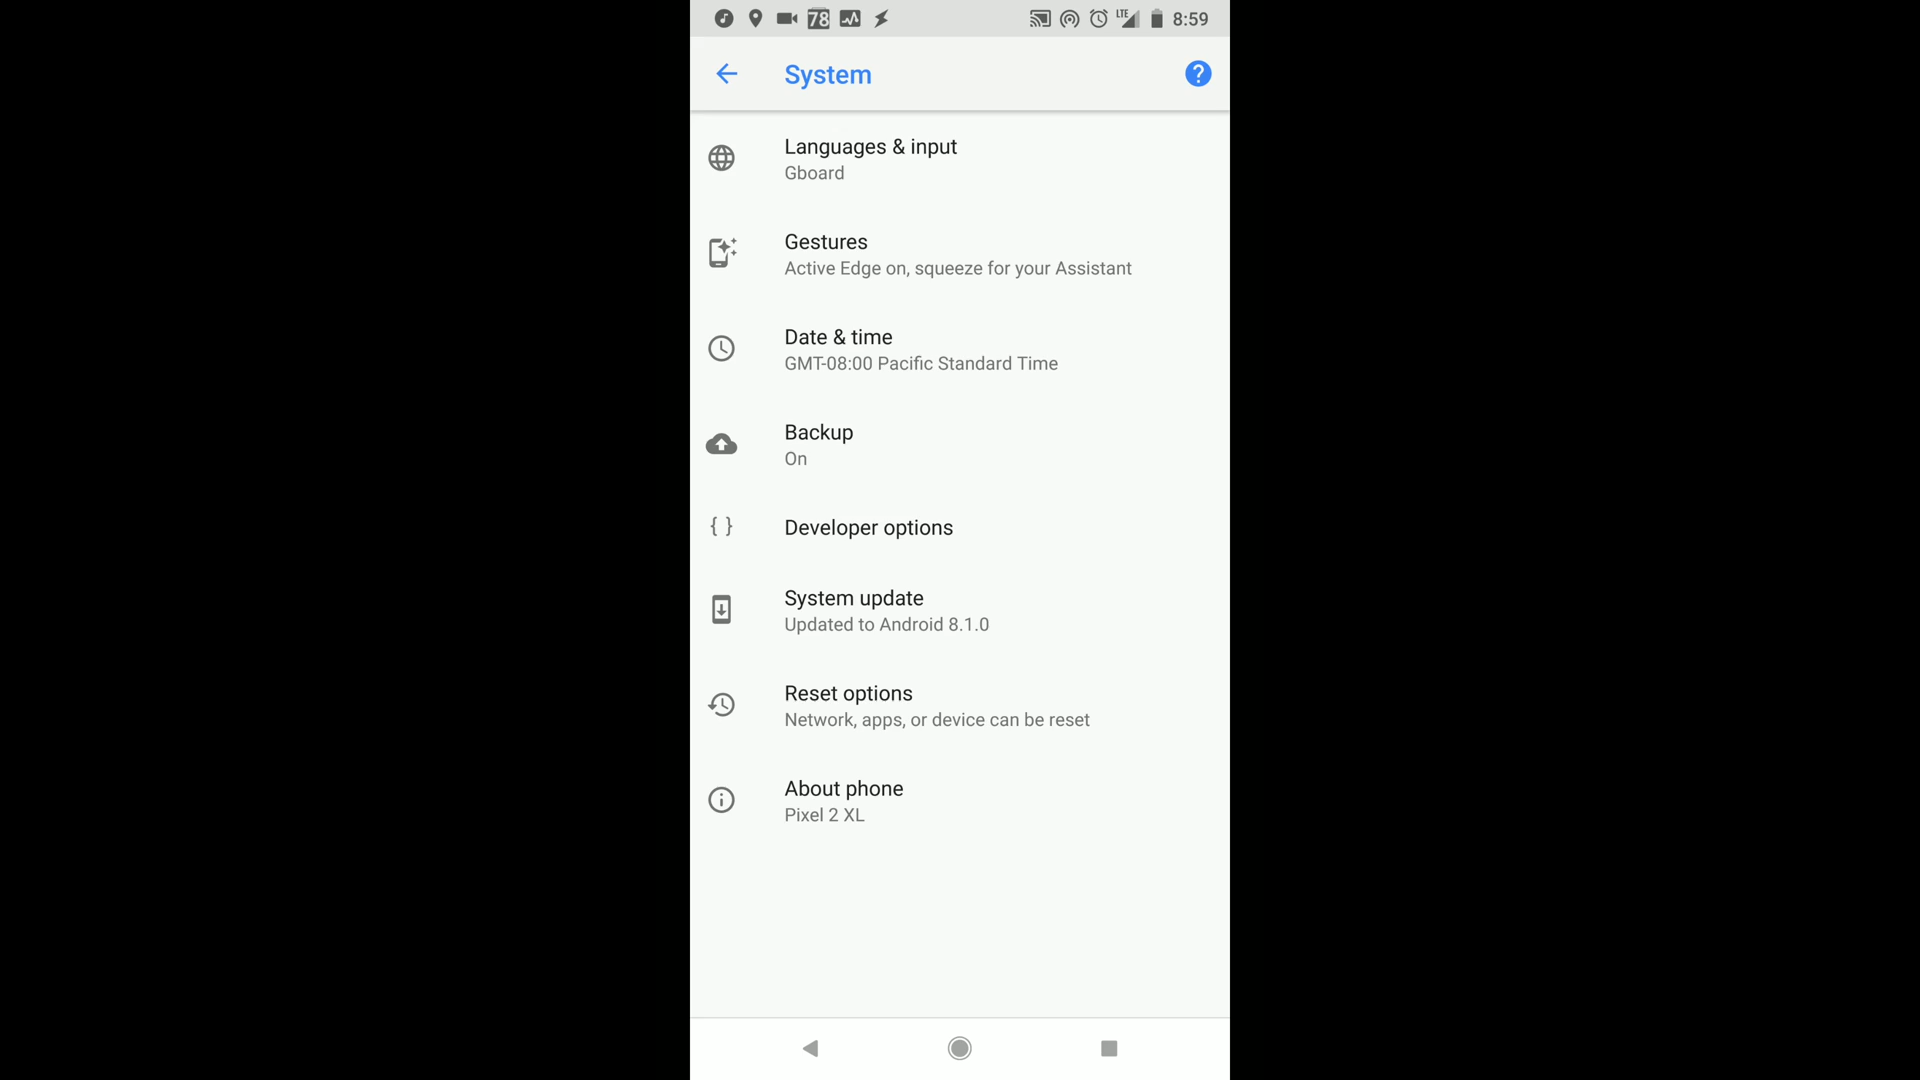 78 LTE 8:59
System
Languages & input
Gboard
Gestures
Active Edge on, squeeze for your Assistant
Date & time
GMT-08:00 Pacific Standard Time
Backup
On
{ } Developer options
System update
Updated to Android 8.1.0
Reset options
Network, apps, or device can be reset
About phone
Pixel 2 XL